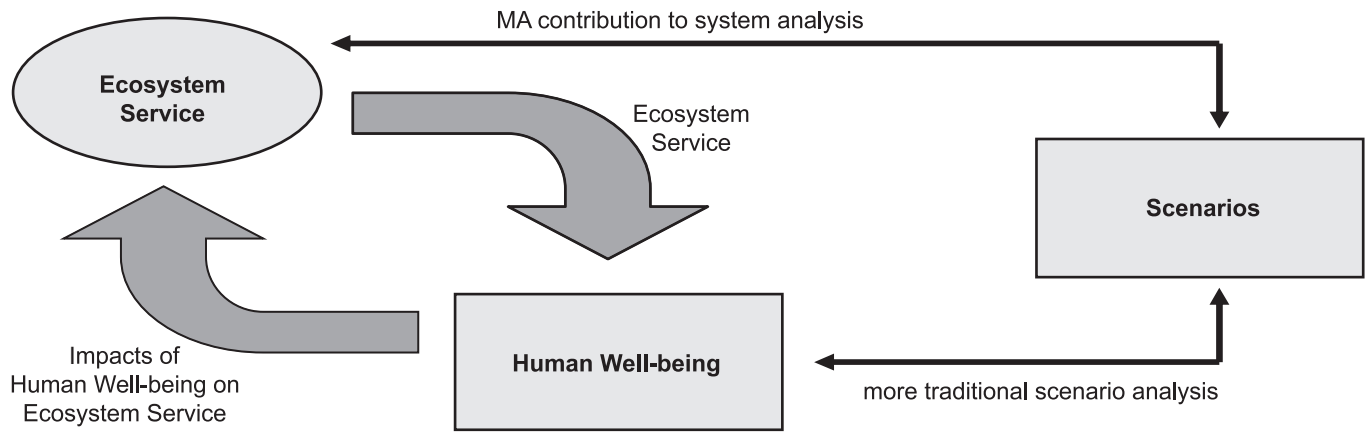 MA contribution to system analysis
Ecosystem
Service
Ecosystem
Service
Scenarios
Impacts of
Human Well-being on
Ecosystem Service
Human Well-being
more traditional scenario analysis